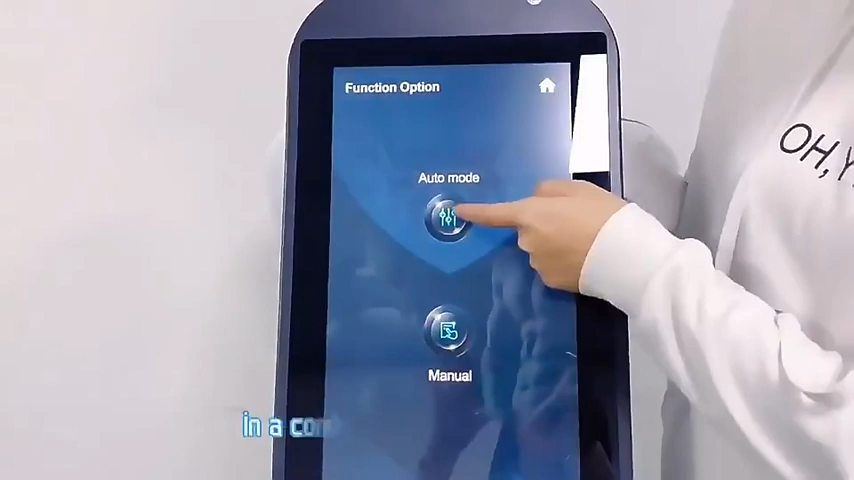 Function Option
Auto mode
OH,
Manual
in a